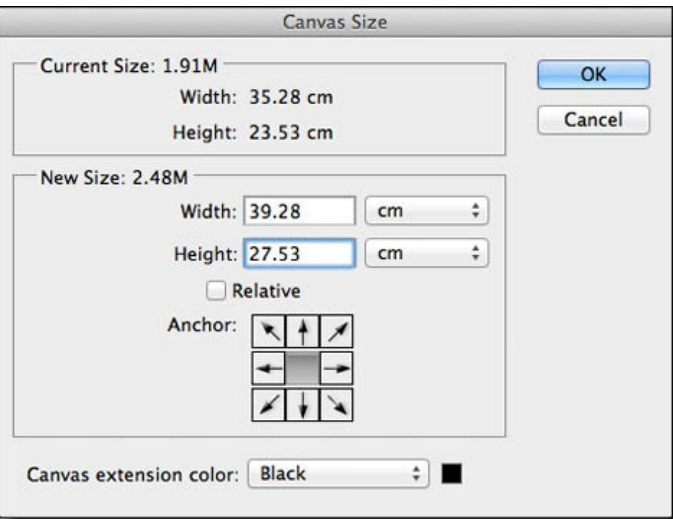 Canvas Size
Current Size: 1.91M
Width: 35.28 cm
Height: 23.53 cm
OK
Cancel
New Size: 2.48M
Width: 39.28 cm
Height: 27.53 cm
Relative
Anchor:
Canvas extension color: Black